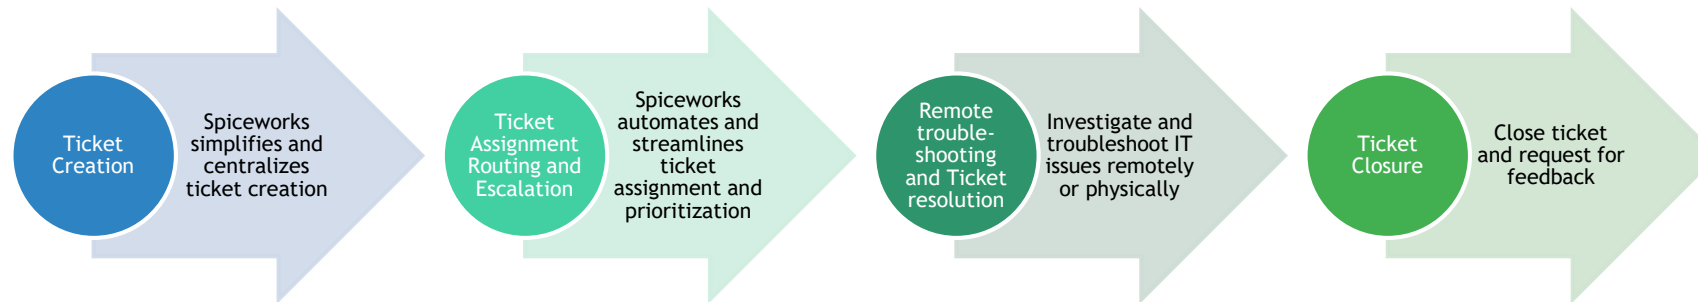 Ticket
Creation
Spiceworks
simplifies and
centralizes
ticket creation
Ticket
Assignment
Routing and
Escalation
Spiceworks
automates and
streamlines
ticket
assignment and
prioritization
Remote
trouble-
shooting
and Ticket
resolution
Investigate and
troubleshoot IT
issues remotely
or physically
Ticket
Closure
Close ticket
and request for
feedback